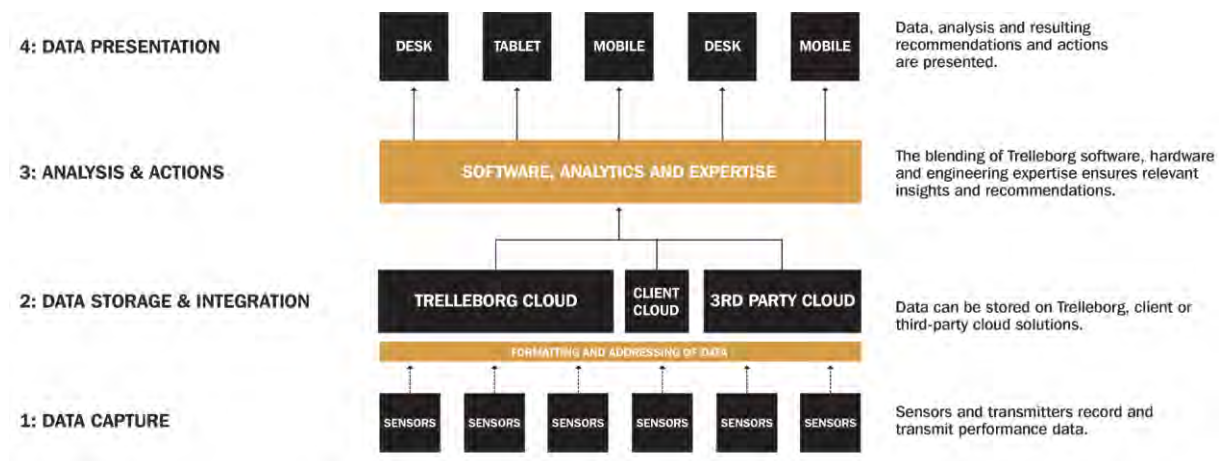 4: DATA PRESENTATION
DESK
TABLET
MOBILE
DESK
MOBILE
Data, analysis and resulting
recommendations and actions
are presented.
3: ANALYSIS & ACTIONS
SOFTWARE, ANALYTICS AND EXPERTISE
The blending of Trelleborg software, hardware
and engineering expertise ensures relevant
insights and recommendations.
2: DATA STORAGE & INTEGRATION
TRELLEBORG CLOUD
CLIENT
CLOUD
3RD PARTY CLOUD
Data can be stored on Trelleborg, client or
third-party cloud solutions.
FORMATTING AND ADDRESSING OF DATA
1: DATA CAPTURE
SENSORS
SENSORS
SENSORS
SENSORS
SENSORS
SENSORS
Sensors and transmitters record and
transmit performance data.